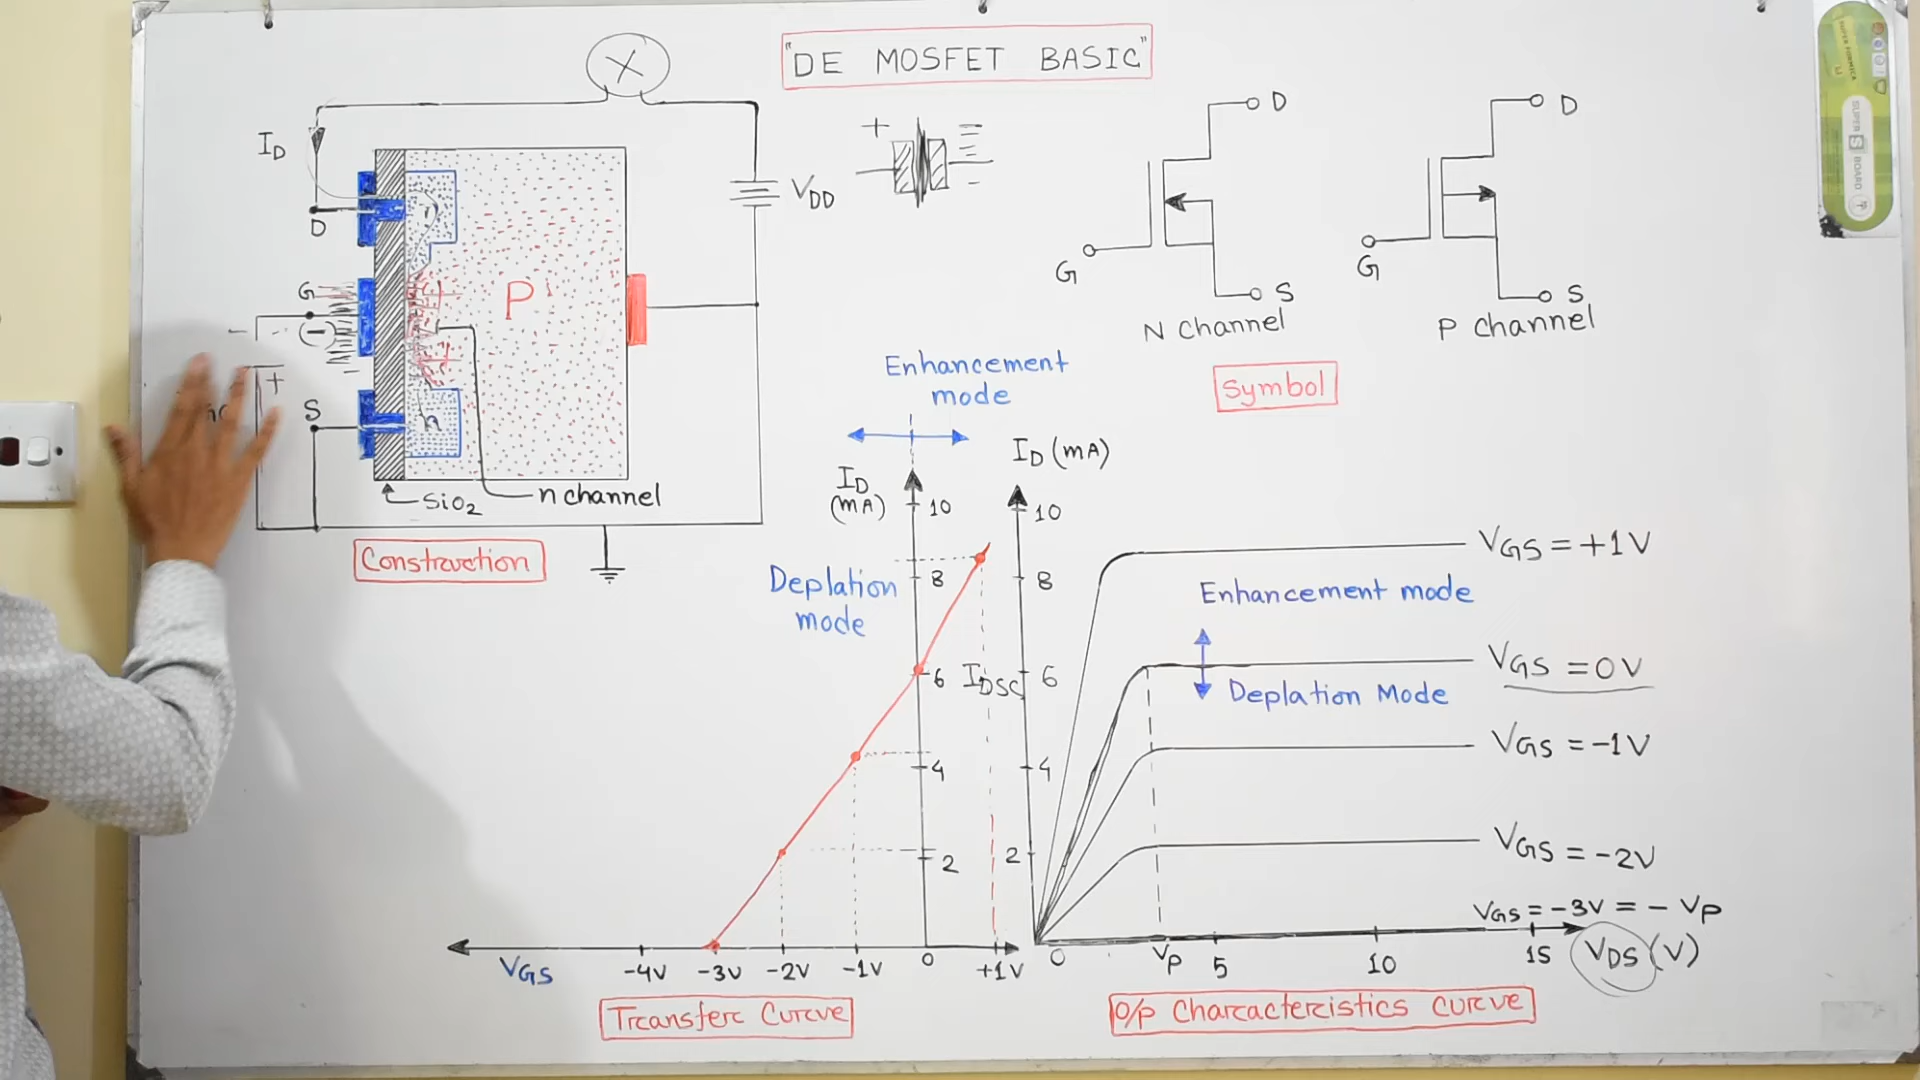 "DE MOSFET BASIC"
ID
D
G
S
+
-
n
P
VDD
+
-
SiO2
n channel
Construction
D
G
S
N Channel
D
G
S
P Channel
Symbol
Enhancement
mode
ID
(mA)
10
8
6
4
2
Deplation
mode
IDSC
VGS
-4V
-3V
-2V
-1V
0
+1V
Transfer Curve
ID (mA)
10
8
6
4
2
0
VP
5
10
15
VDS (V)
VGS = +1V
Enhancement mode
VGS = 0V
Deplation Mode
VGS = -1V
VGS = -2V
VGS = -3V = - VP
O/p Characteristics Curve
SUPER
S
BOARD